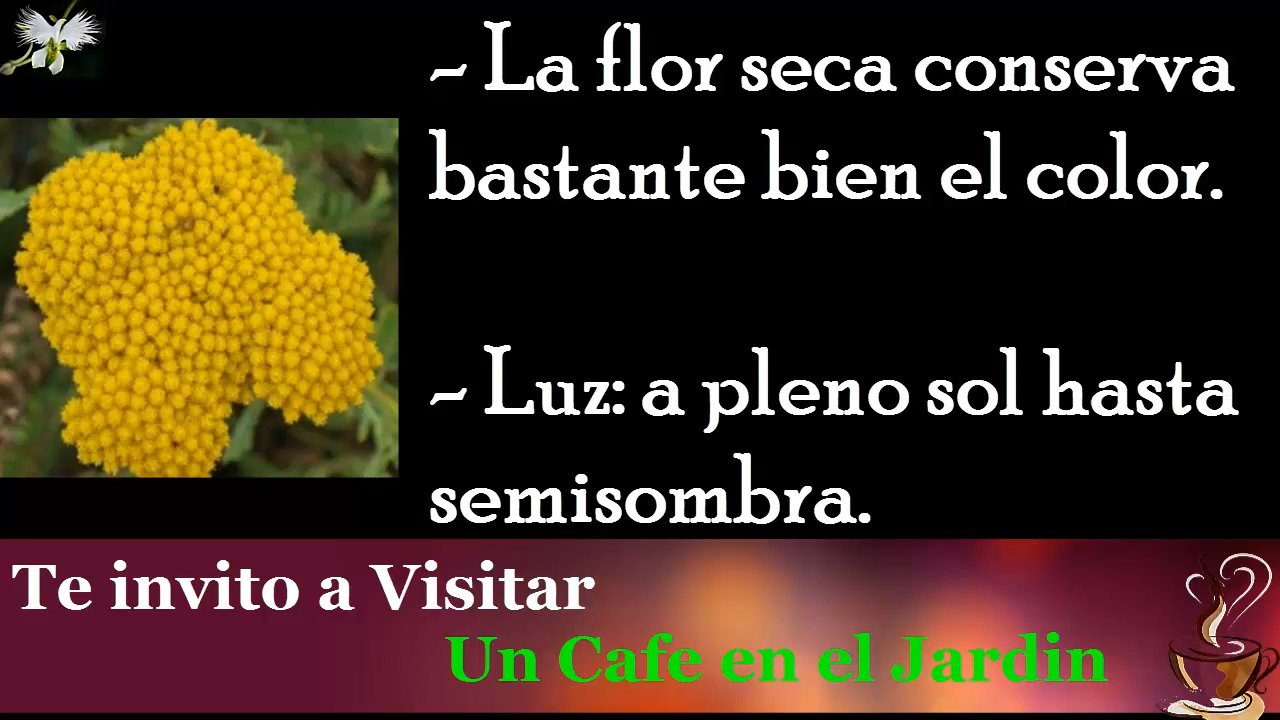 - La flor seca conserva
bastante bien el color.
- Luz: a pleno sol hasta
semisombra.
Te invito a Visitar
Un Cafe en el Jardin